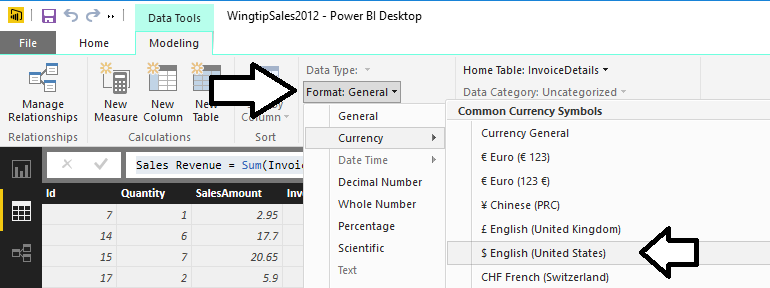 Data Tools
WingtipSales2012 - Power BI Desktop
File
Home
Modeling
Manage
Relationships
New
Measure
New
Column
New
Table
Column
Data Type:
Format: General
Home Table: InvoiceDetails
Data Category: Uncategorized
Relationships
Calculations
Sort
General
Currency
Date Time
Decimal Number
Whole Number
Percentage
Scientific
Text
Common Currency Symbols
Currency General
€ Euro (€ 123)
€ Euro (123 €)
¥ Chinese (PRC)
£ English (United Kingdom)
$ English (United States)
CHF French (Switzerland)
Sales Revenue = Sum(Invoi
Id Quantity SalesAmount Inv
7 1 2.95
14 6 17.7
15 7 20.65
17 2 5.9